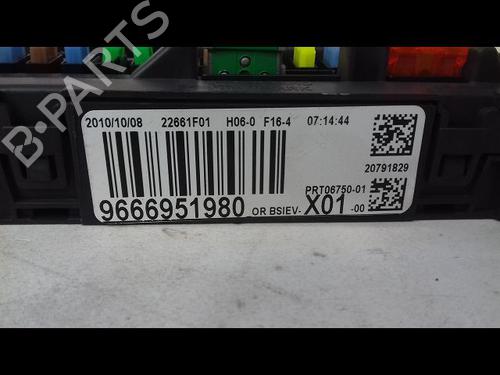 2010/10/08 22661F01 H06-0 F16-4 07:14:44
20791829
PRT06750-01
9666951980 OR BSIEV- X01 -00
B-PARTS